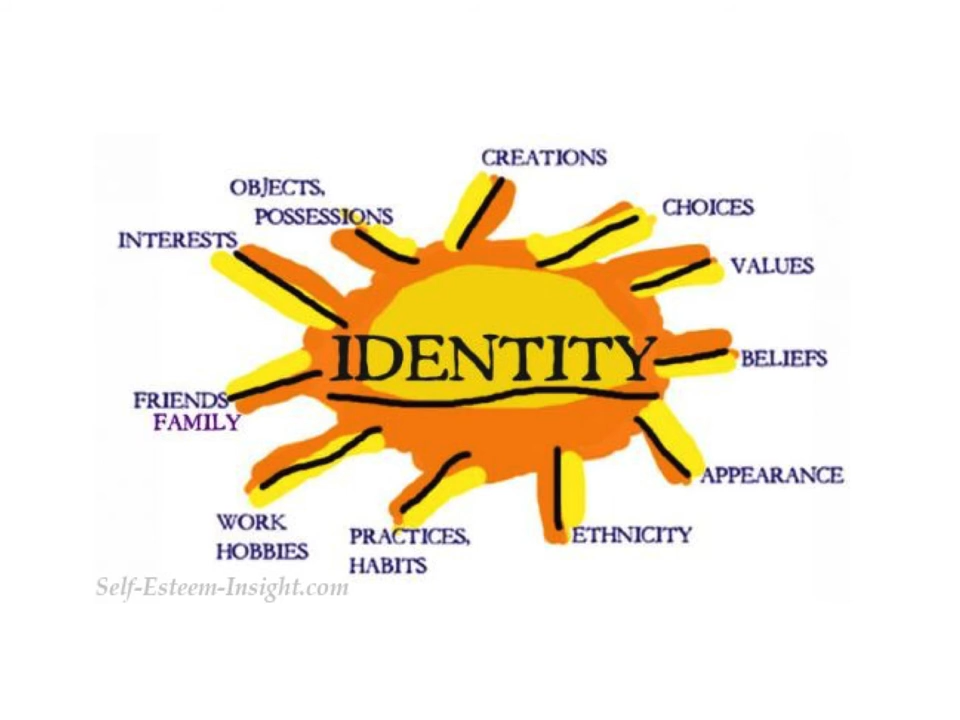 CREATIONS
OBJECTS,
POSSESSIONS
CHOICES
INTERESTS
VALUES
IDENTITY
BELIEFS
FRIENDS
FAMILY
APPEARANCE
WORK
HOBBIES
PRACTICES,
HABITS
ETHNICITY
Self-Esteem-Insight.com